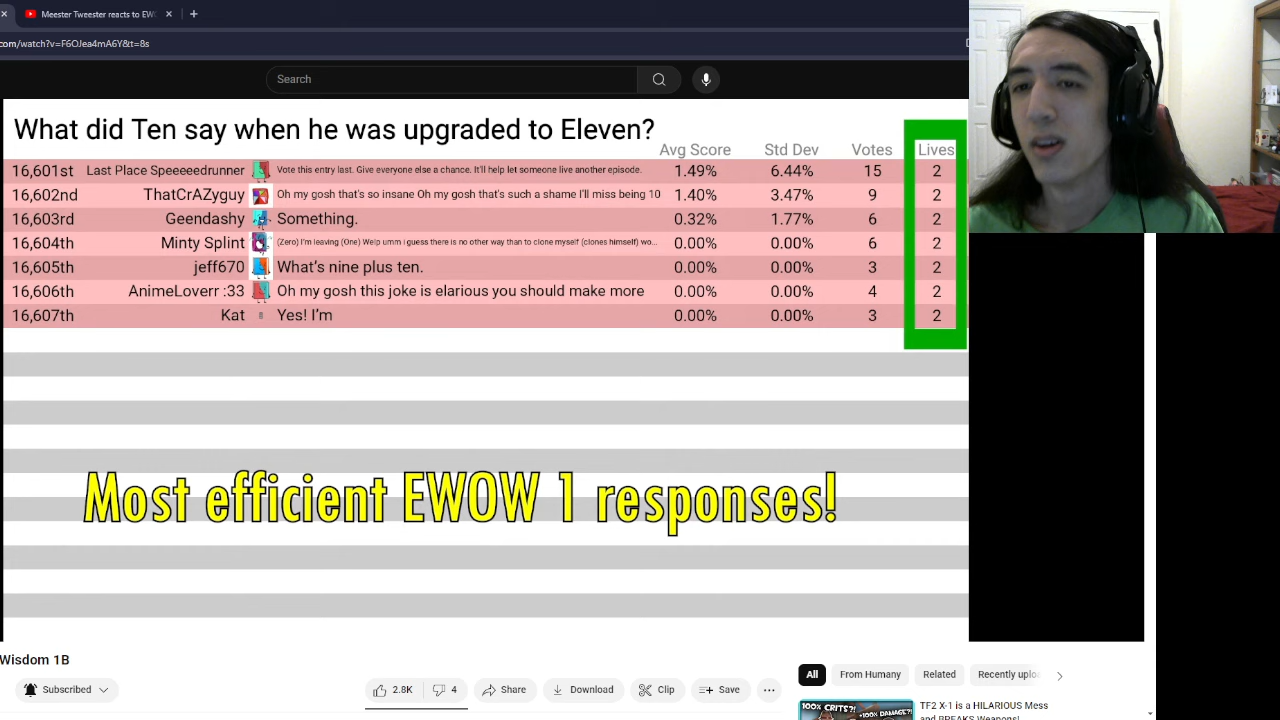 Meester Tweester reacts to EWO
com/watch?v=F6OJea4mA6Y&t=8s
Search
What did Ten say when he was upgraded to Eleven?
Avg Score Std Dev Votes Lives
16,601st Last Place Speeeeedrunner Vote this entry last. Give everyone else a chance. It'll help let someone live another episode. 1.49% 6.44% 15 2
16,602nd ThatCrAZyguy Oh my gosh that's so insane Oh my gosh that's such a shame I'll miss being 10 1.40% 3.47% 9 2
16,603rd Geendashy Something. 0.32% 1.77% 6 2
16,604th Minty Splint (Zero) I'm leaving (One) Welp umm i guess there is no other way than to clone myself (clones himself) wo... 0.00% 0.00% 6 2
16,605th jeff670 What's nine plus ten. 0.00% 0.00% 3 2
16,606th AnimeLoverr :33 Oh my gosh this joke is elarious you should make more 0.00% 0.00% 4 2
16,607th Kat Yes! I'm 0.00% 0.00% 3 2
Most efficient EWOW 1 responses!
Wisdom 1B
Subscribed 2.8K 4 Share Download Clip Save ...
All From Humany Related Recently uplo
100% CRITS?! +100% DAMAGE?!
TF2 X-1 is a HILARIOUS Mess
and BREAKS Weapons!